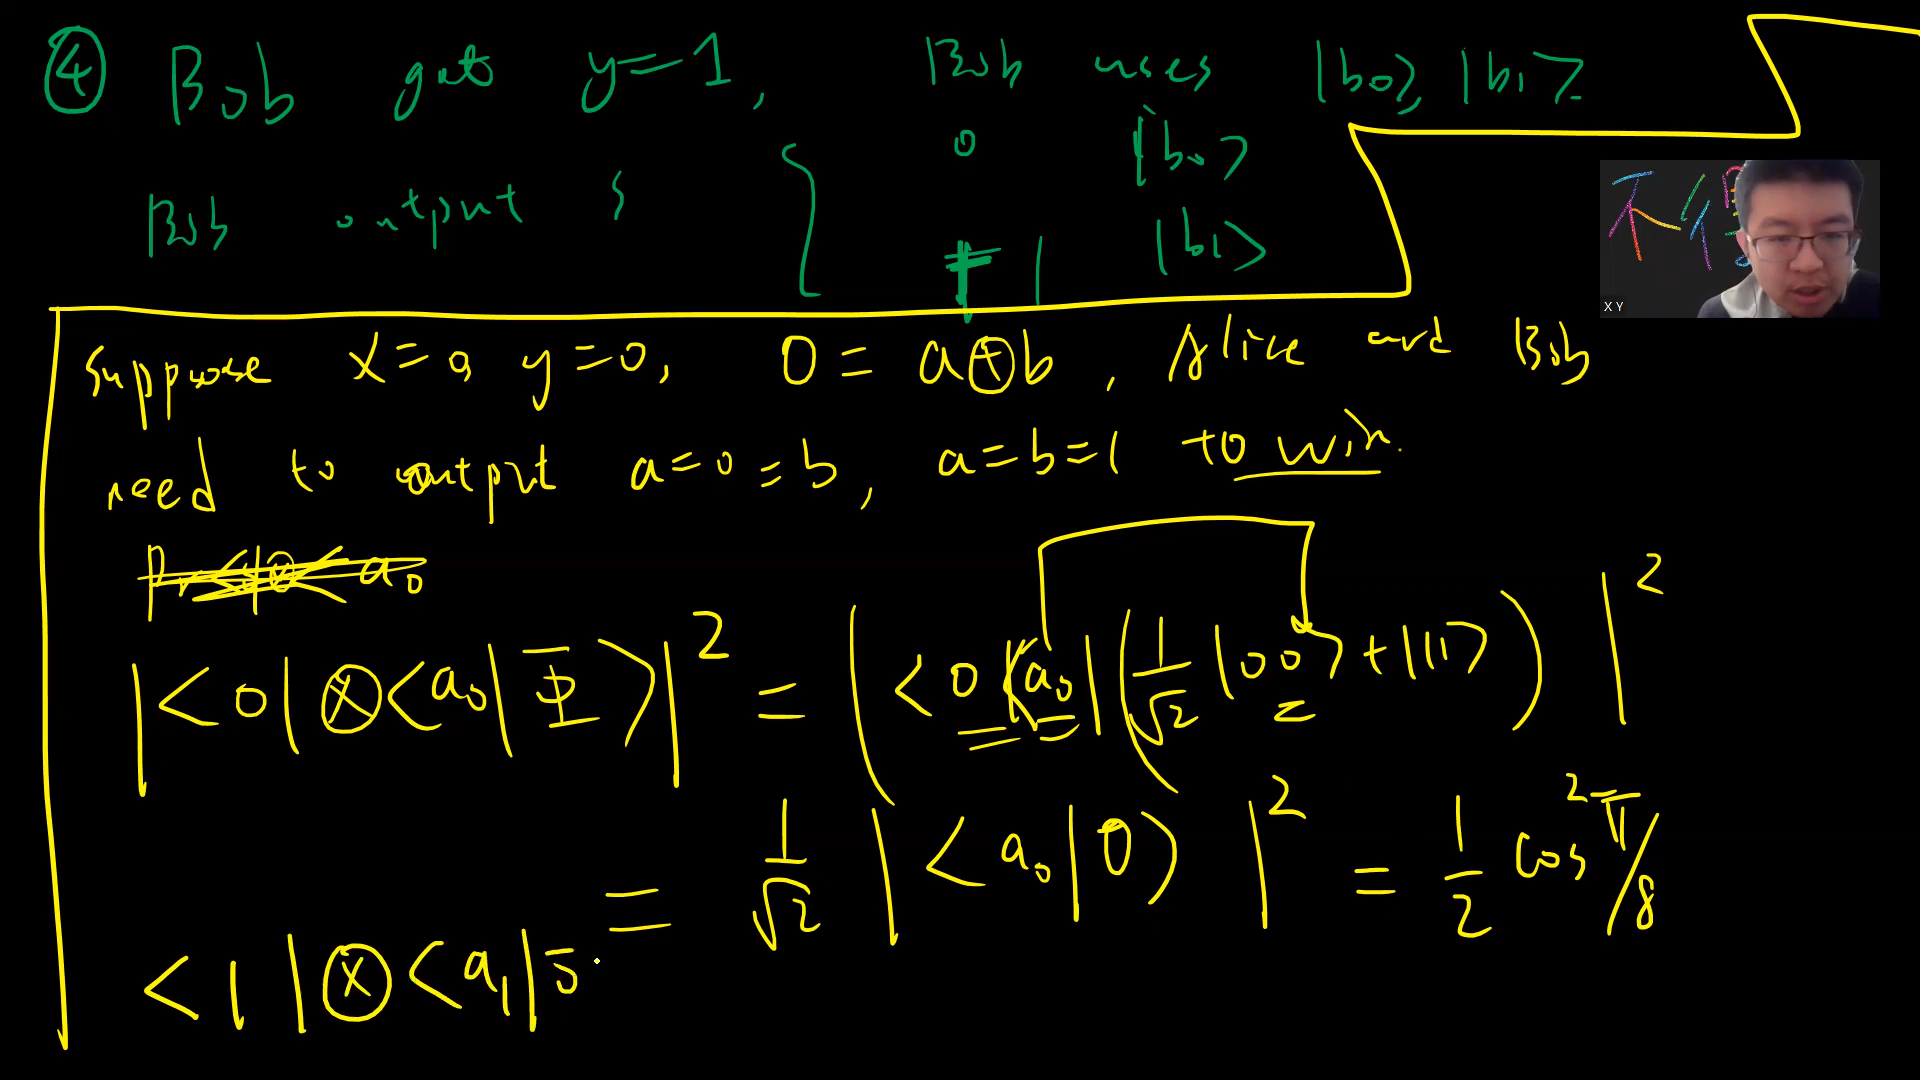 ④ Bob gets y=1, Bob uses |b0⟩, |b1⟩
Bob outputs { 0 |b0⟩
1 |b1⟩
X Y
Suppose x=0, y=0, 0 = a⊕b, Alice and Bob
need to output a=0=b, a=b=1 to win.
|<0|⊗<a0|Φ>|² = |<0 a0|(1/√2 |00⟩+|11⟩)|²
= 1/√2 |<a0|0⟩|² = 1/2 cos² π/8
<1|⊗<a1|